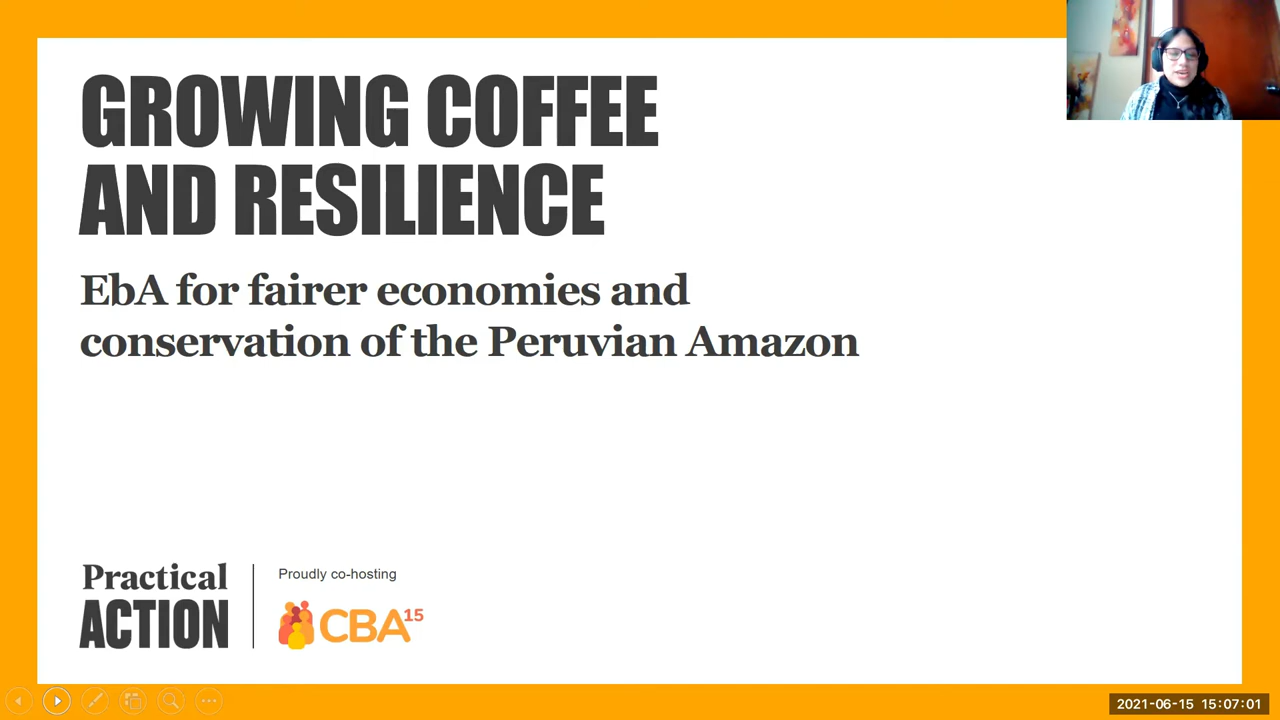 GROWING COFFEE
AND RESILIENCE
EbA for fairer economies and
conservation of the Peruvian Amazon
Practical
ACTION
Proudly co-hosting
CBA15
2021-06-15 15:07:01